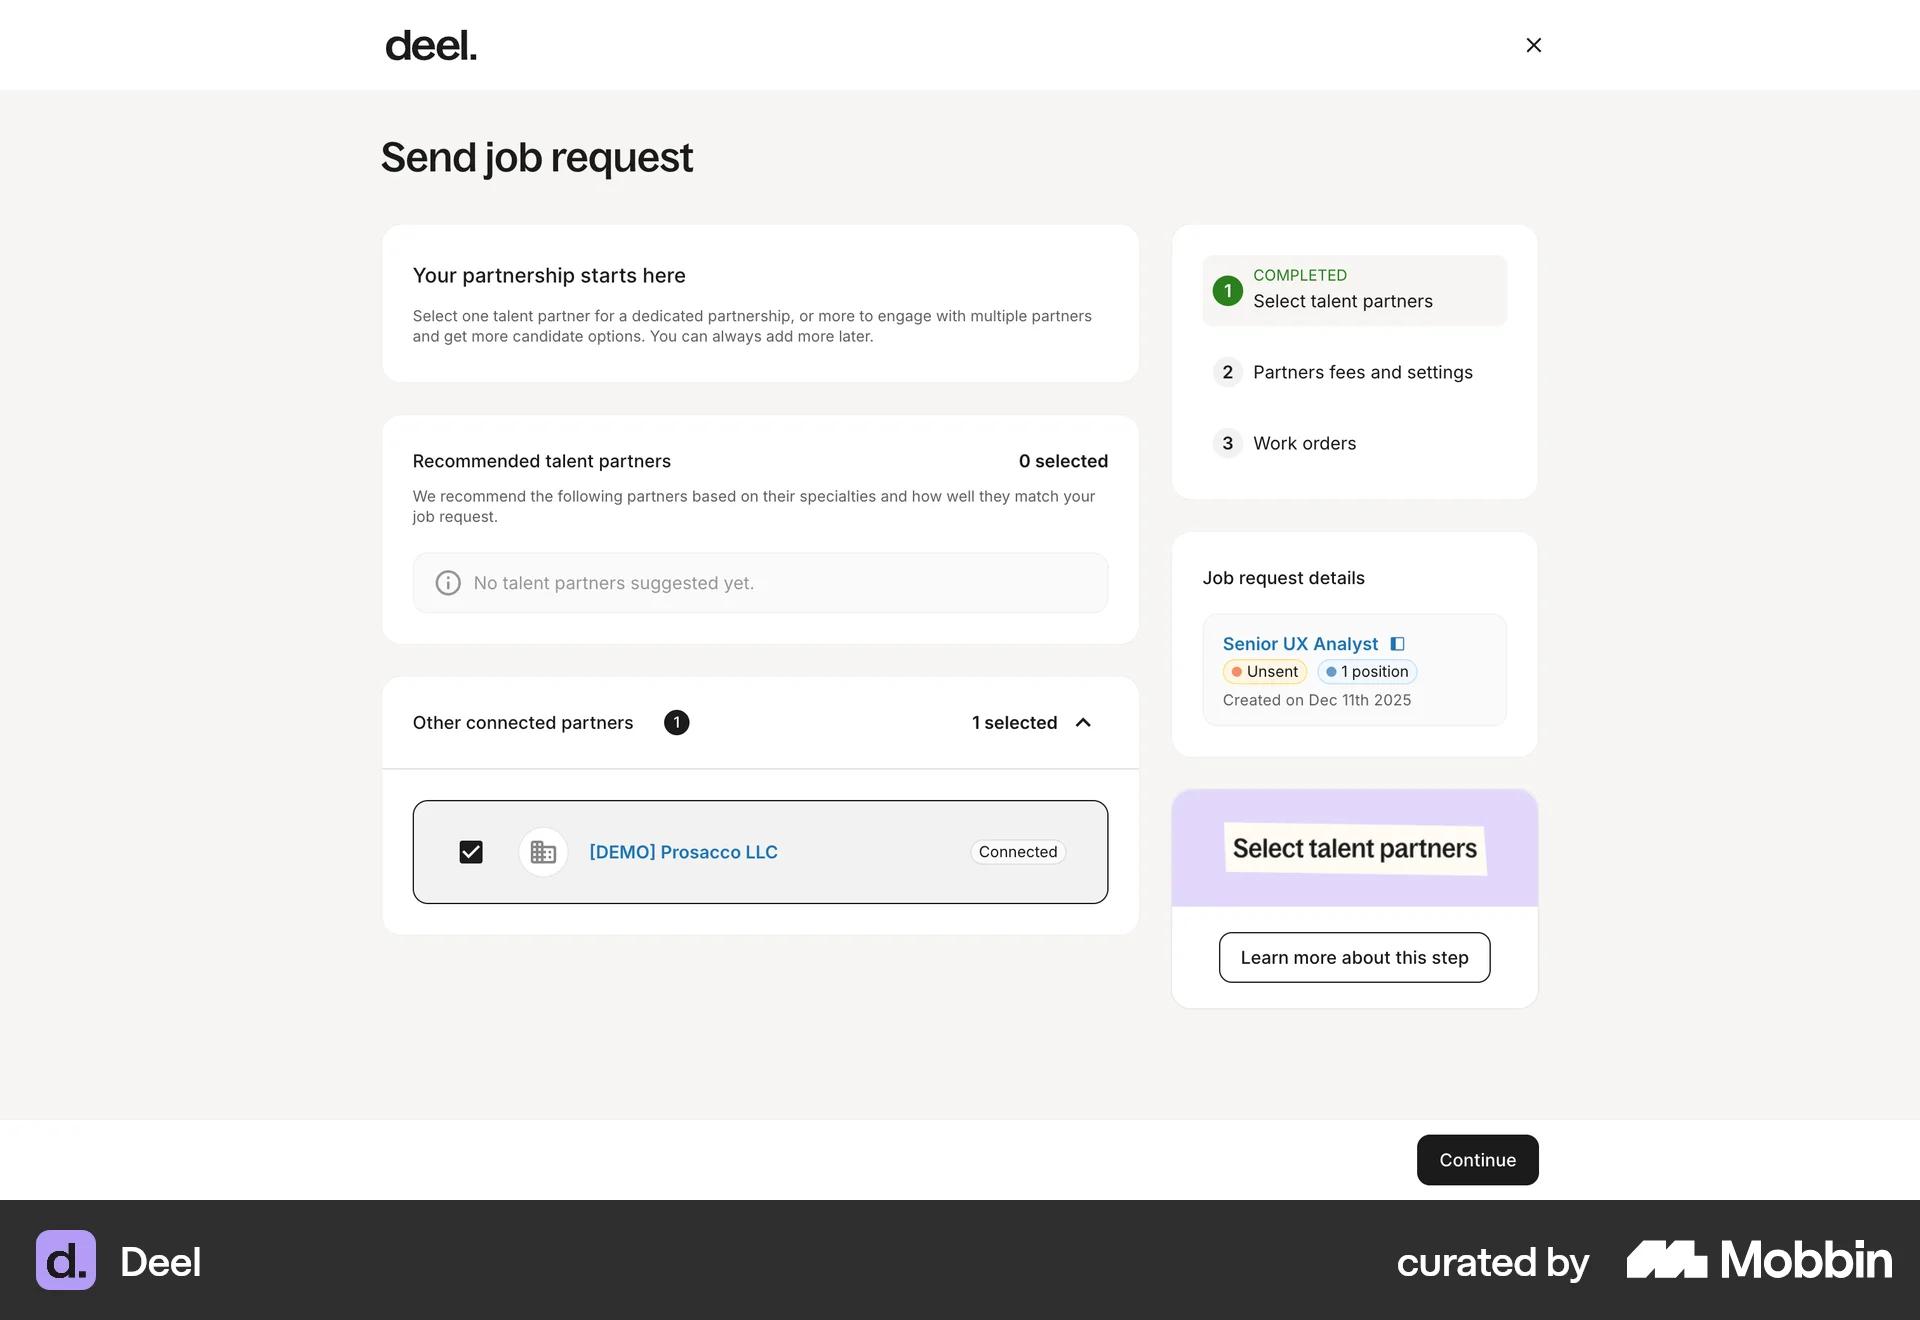 deel.
Send job request
Your partnership starts here
Select one talent partner for a dedicated partnership, or more to engage with multiple partners
and get more candidate options. You can always add more later.
Recommended talent partners
0 selected
We recommend the following partners based on their specialties and how well they match your
job request.
No talent partners suggested yet.
Other connected partners 1
1 selected
[DEMO] Prosacco LLC
Connected
1
COMPLETED
Select talent partners
2 Partners fees and settings
3 Work orders
Job request details
Senior UX Analyst
Unsent
1 position
Created on Dec 11th 2025
Select talent partners
Learn more about this step
Continue
d. Deel
curated by Mobbin